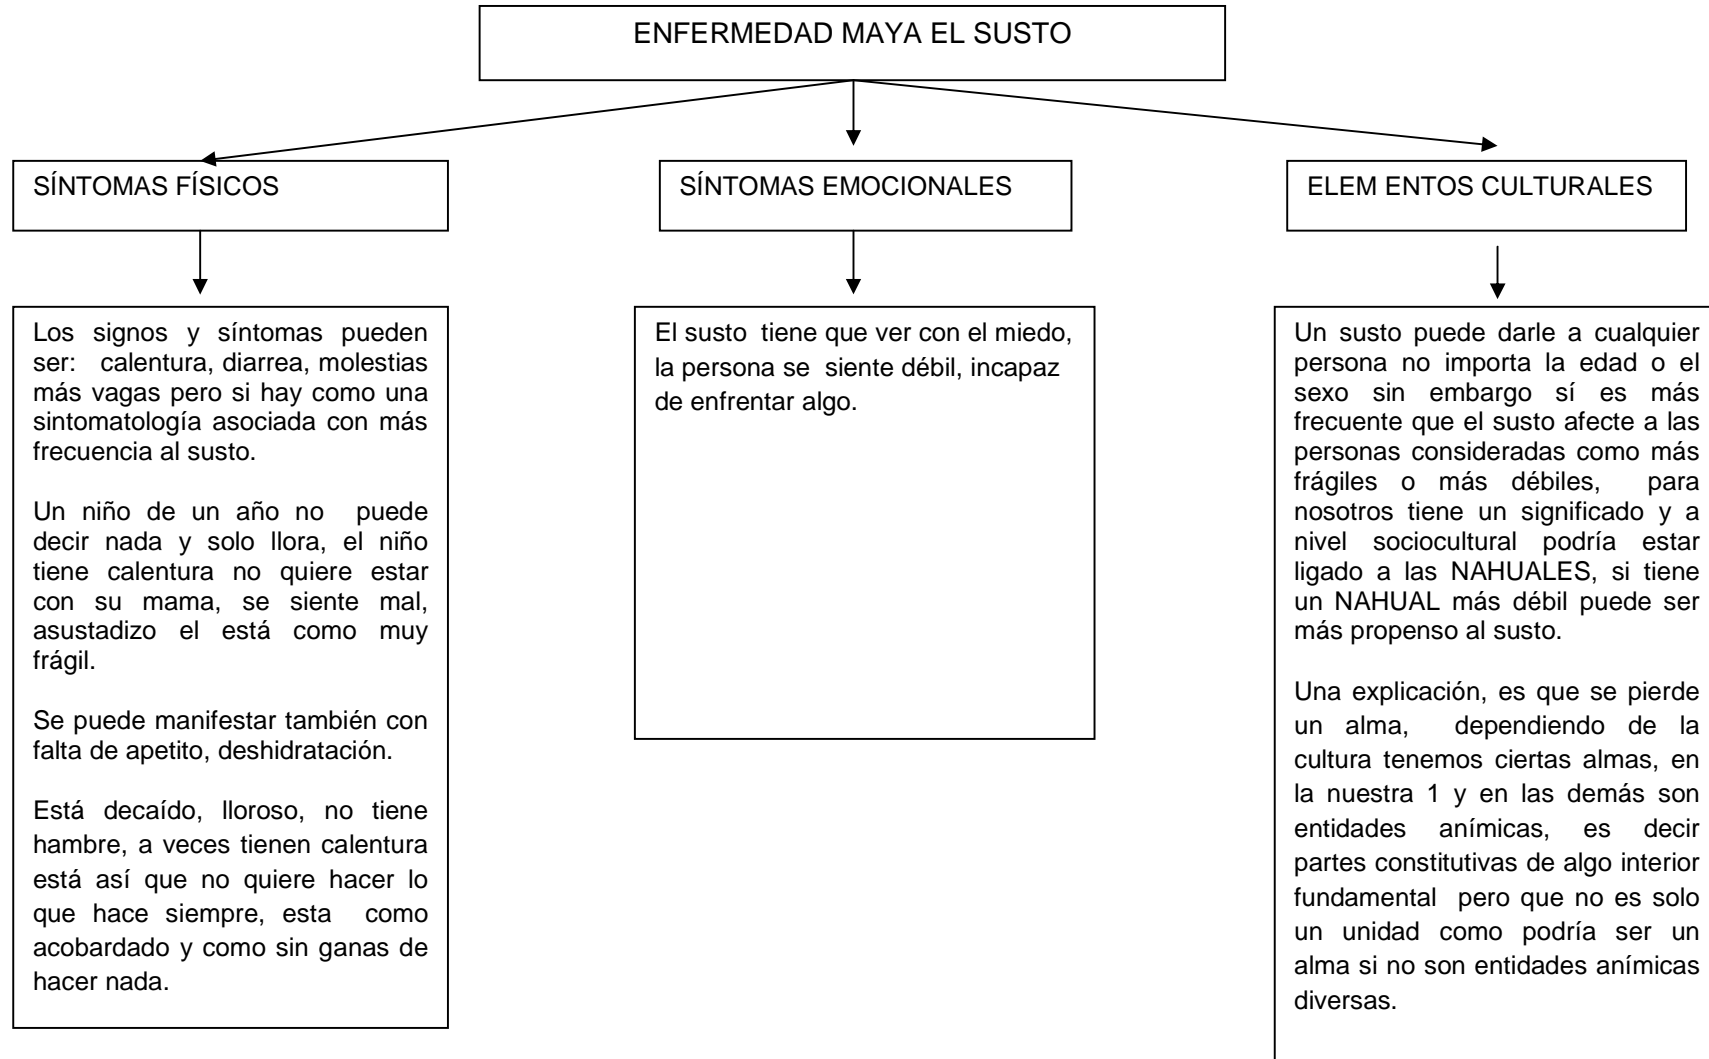 ENFERMEDAD MAYA EL SUSTO
SÍNTOMAS FÍSICOS
SÍNTOMAS EMOCIONALES
ELEM ENTOS CULTURALES
Los signos y síntomas pueden
ser: calentura, diarrea, molestias
más vagas pero si hay como una
sintomatología asociada con más
frecuencia al susto.
Un niño de un año no puede
decir nada y solo llora, el niño
tiene calentura no quiere estar
con su mama, se siente mal,
asustadizo el está como muy
frágil.
Se puede manifestar también con
falta de apetito, deshidratación.
Está decaído, lloroso, no tiene
hambre, a veces tienen calentura
está así que no quiere hacer lo
que hace siempre, esta como
acobardado y como sin ganas de
hacer nada.
El susto tiene que ver con el miedo,
la persona se siente débil, incapaz
de enfrentar algo.
Un susto puede darle a cualquier
persona no importa la edad o el
sexo sin embargo sí es más
frecuente que el susto afecte a las
personas consideradas como más
frágiles o más débiles, para
nosotros tiene un significado y a
nivel sociocultural podría estar
ligado a las NAHUALES, si tiene
un NAHUAL más débil puede ser
más propenso al susto.
Una explicación, es que se pierde
un alma, dependiendo de la
cultura tenemos ciertas almas, en
la nuestra 1 y en las demás son
entidades anímicas, es decir
partes constitutivas de algo interior
fundamental pero que no es solo
un unidad como podría ser un
alma si no son entidades anímicas
diversas.